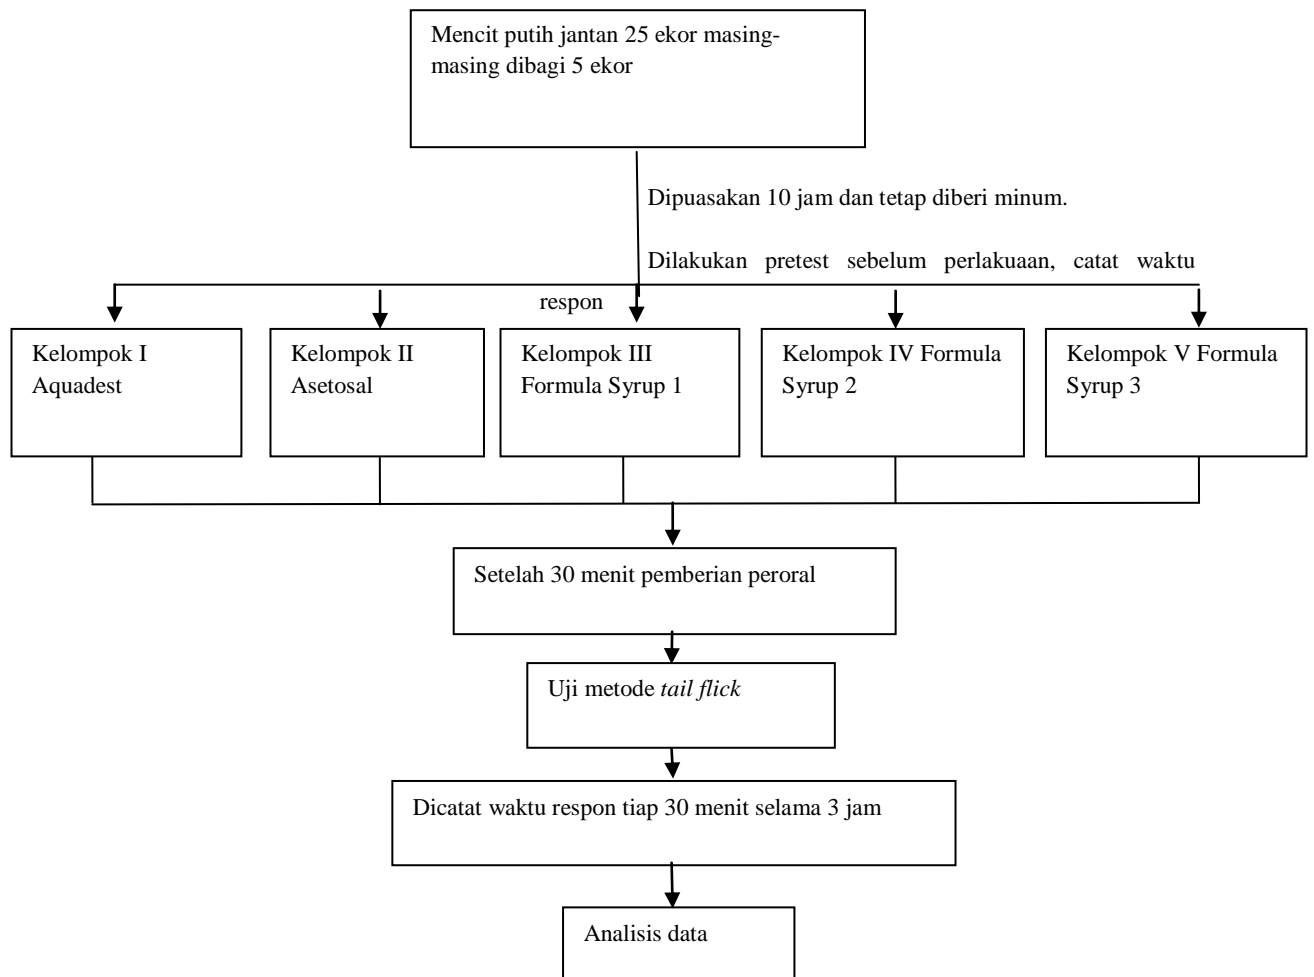 Mencit putih jantan 25 ekor masing-
masing dibagi 5 ekor
Dipuasakan 10 jam dan tetap diberi minum.
Dilakukan pretest sebelum perlakuaan, catat waktu
respon
Kelompok I
Aquadest
Kelompok II
Asetosal
Kelompok III
Formula Syrup 1
Kelompok IV Formula
Syrup 2
Kelompok V Formula
Syrup 3
Setelah 30 menit pemberian peroral
Uji metode tail flick
Dicatat waktu respon tiap 30 menit selama 3 jam
Analisis data